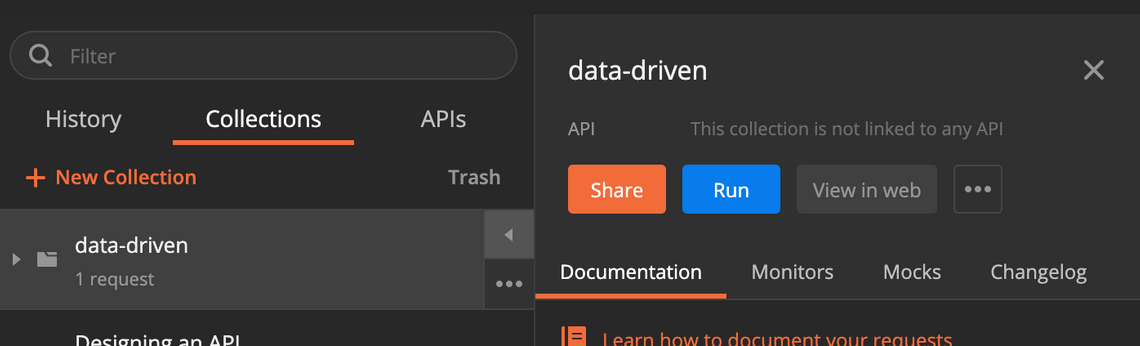 Filter
History Collections APIs
+ New Collection Trash
data-driven
1 request
Designing an API
data-driven
API This collection is not linked to any API
Share Run View in web
Documentation Monitors Mocks Changelog
Learn how to document your requests